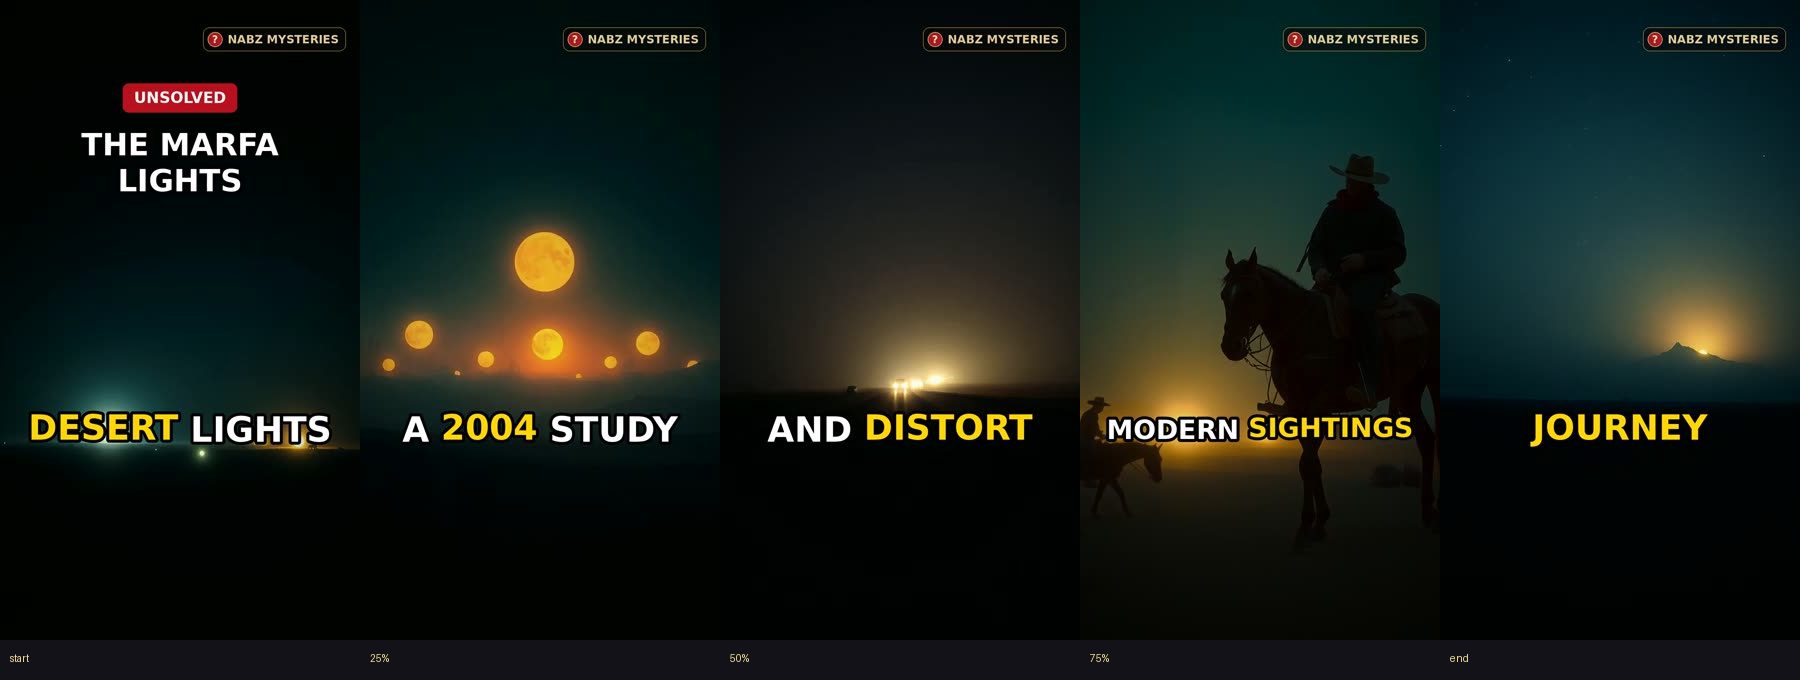 ? NABZ MYSTERIES
UNSOLVED
THE MARFA
LIGHTS
DESERT LIGHTS
start
? NABZ MYSTERIES
A 2004 STUDY
25%
? NABZ MYSTERIES
AND DISTORT
50%
? NABZ MYSTERIES
MODERN SIGHTINGS
75%
? NABZ MYSTERIES
JOURNEY
end